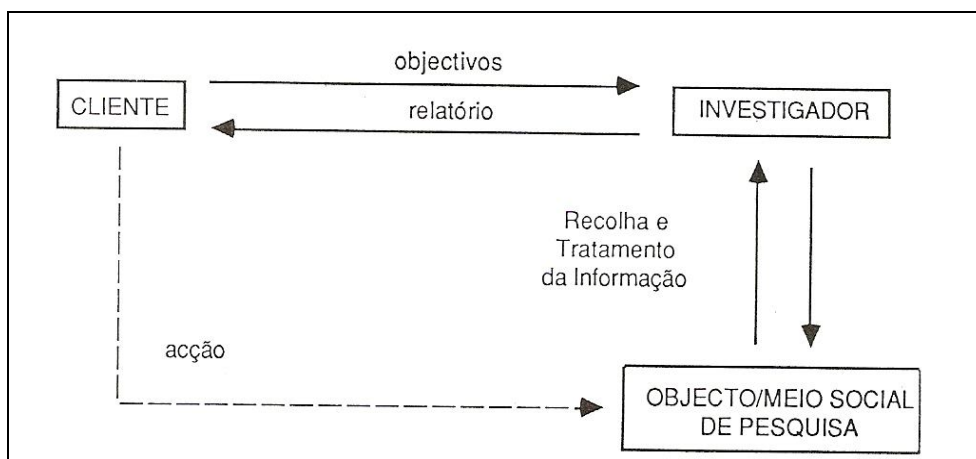 objectivos
CLIENTE
relatório
INVESTIGADOR
Recolha e
Tratamento
da Informação
acção
OBJECTO/MEIO SOCIAL
DE PESQUISA